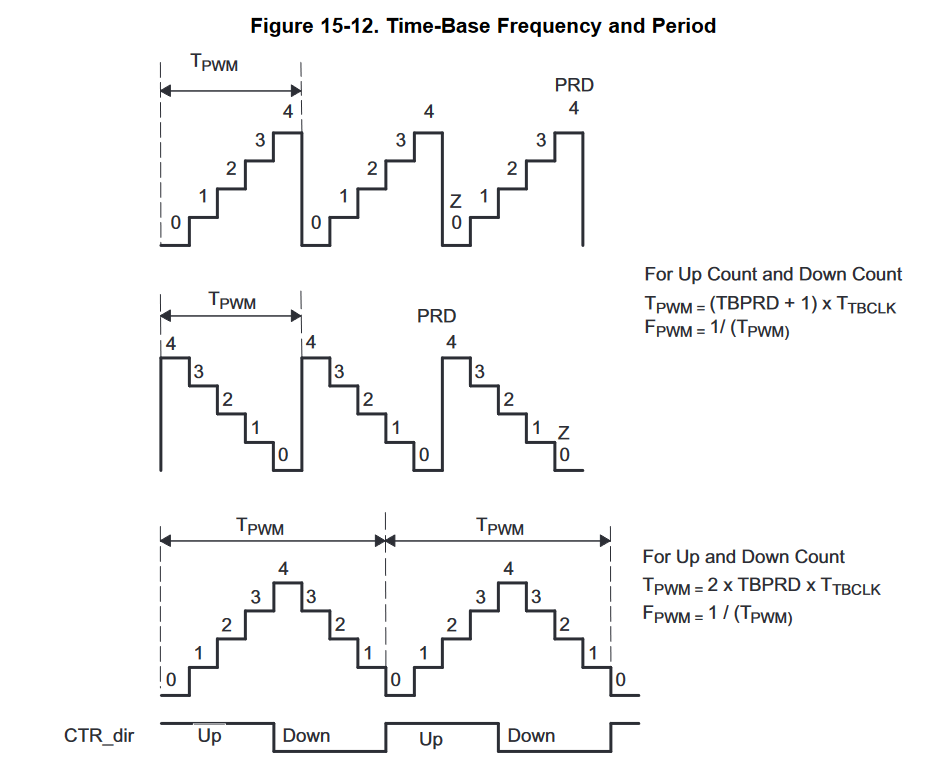 Figure 15-12. Time-Base Frequency and Period
TPWM
PRD
4 4 4
3 3 3
2 2 2
1 1 Z 1
0 0 0
For Up Count and Down Count
TPWM = (TBPRD + 1) x TTBCLK
FPWM = 1/ (TPWM)
TPWM
PRD
4 4 4
3 3 3
2 2 2
1 1 1 Z
0 0 0
TPWM TPWM
For Up and Down Count
TPWM = 2 x TBPRD x TTBCLK
FPWM = 1 / (TPWM)
4 4
3 3 3 3
2 2 2 2
1 1 1 1
0 0 0
CTR_dir Up Down Up Down